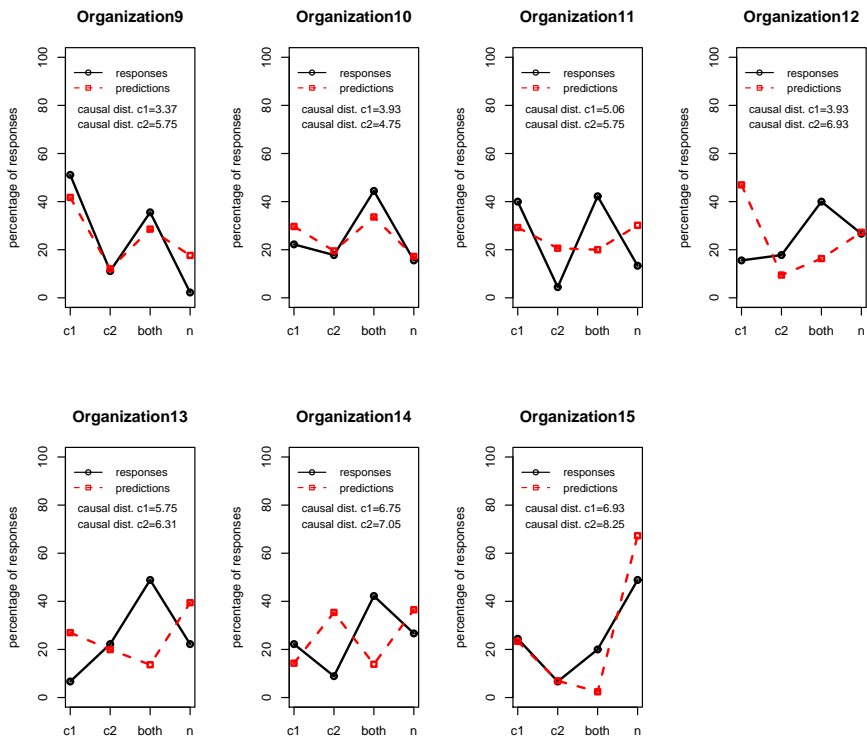 Organization9
percentage of responses
100
80
60
40
20
0
responses
predictions
causal dist. c1=3.37
causal dist. c2=5.75
c1 c2 both n
Organization10
percentage of responses
100
80
60
40
20
0
responses
predictions
causal dist. c1=3.93
causal dist. c2=4.75
c1 c2 both n
Organization11
percentage of responses
100
80
60
40
20
0
responses
predictions
causal dist. c1=5.06
causal dist. c2=5.75
c1 c2 both n
Organization12
percentage of responses
100
80
60
40
20
0
responses
predictions
causal dist. c1=3.93
causal dist. c2=6.93
c1 c2 both n
Organization13
percentage of responses
100
80
60
40
20
0
responses
predictions
causal dist. c1=5.75
causal dist. c2=6.31
c1 c2 both n
Organization14
percentage of responses
100
80
60
40
20
0
responses
predictions
causal dist. c1=6.75
causal dist. c2=7.05
c1 c2 both n
Organization15
percentage of responses
100
80
60
40
20
0
responses
predictions
causal dist. c1=6.93
causal dist. c2=8.25
c1 c2 both n